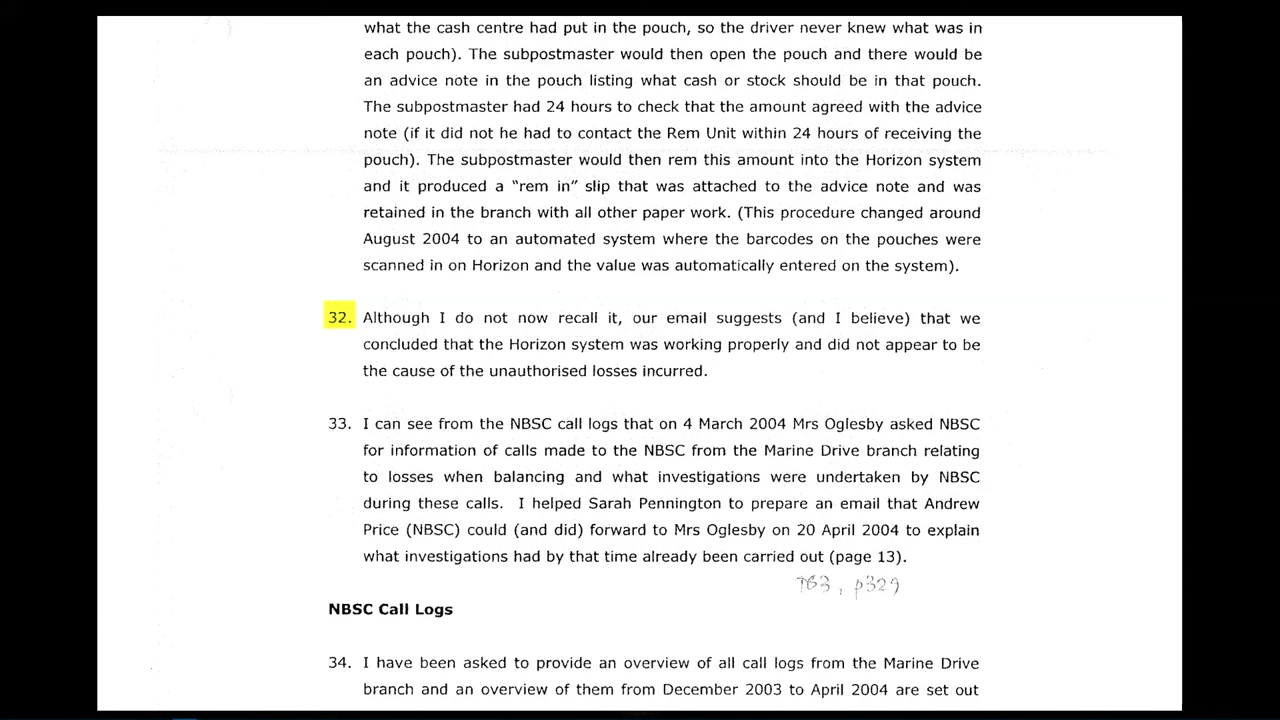 what the cash centre had put in the pouch, so the driver never knew what was in
each pouch). The subpostmaster would then open the pouch and there would be
an advice note in the pouch listing what cash or stock should be in that pouch.
The subpostmaster had 24 hours to check that the amount agreed with the advice
note (if it did not he had to contact the Rem Unit within 24 hours of receiving the
pouch). The subpostmaster would then rem this amount into the Horizon system
and it produced a “rem in” slip that was attached to the advice note and was
retained in the branch with all other paper work. (This procedure changed around
August 2004 to an automated system where the barcodes on the pouches were
scanned in on Horizon and the value was automatically entered on the system).
32. Although I do not now recall it, our email suggests (and I believe) that we
concluded that the Horizon system was working properly and did not appear to be
the cause of the unauthorised losses incurred.
33. I can see from the NBSC call logs that on 4 March 2004 Mrs Oglesby asked NBSC
for information of calls made to the NBSC from the Marine Drive branch relating
to losses when balancing and what investigations were undertaken by NBSC
during these calls. I helped Sarah Pennington to prepare an email that Andrew
Price (NBSC) could (and did) forward to Mrs Oglesby on 20 April 2004 to explain
what investigations had by that time already been carried out (page 13).
TB3, p329
NBSC Call Logs
34. I have been asked to provide an overview of all call logs from the Marine Drive
branch and an overview of them from December 2003 to April 2004 are set out